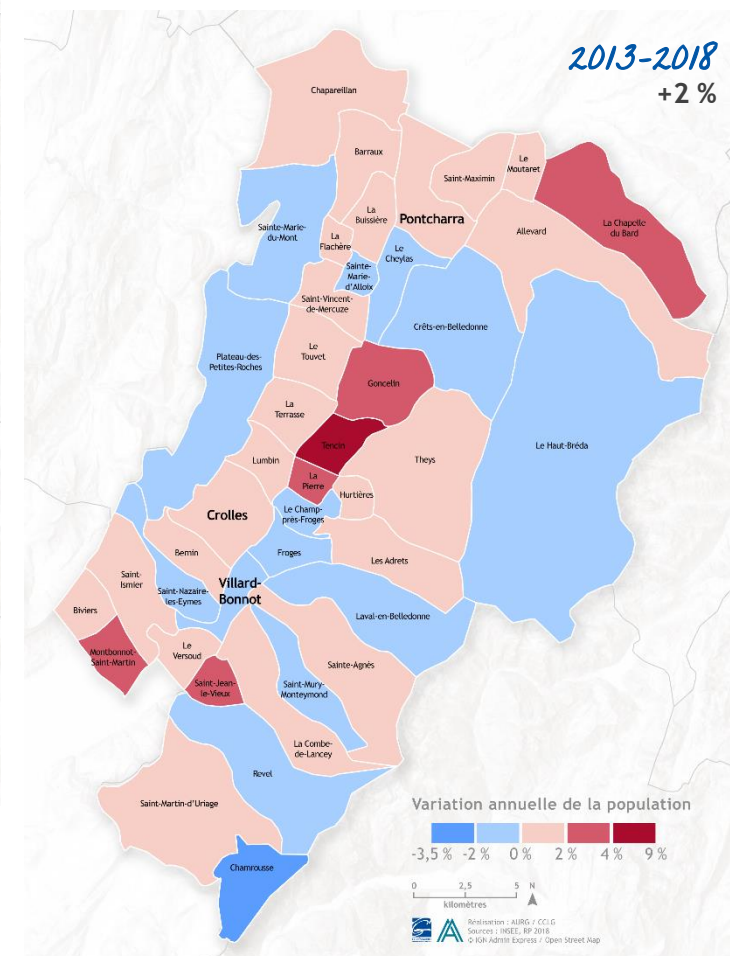 2013-2018
+2 %
Chapareillan
Barraux
Le
Moutaret
Saint-Maximin
La Chapelle
du Bard
La
Buissière
Pontcharra
Sainte-Marie-
du-Mont
Allevard
La
Flachère
Le
Cheylas
Sainte-
Marie-
d'Alloix
Saint-Vincent-
de-Mercuze
Crêts-en-Belledonne
Le
Touvet
Plateau-des-
Petites-Roches
Goncelin
La
Terrasse
Tencin
Le Haut-Bréda
Lumbin
Theys
La
Pierre
Hurtières
Crolles
Le Champ-
près-Froges
Bernin
Froges
Les Adrets
Saint-
Ismier
Villard-
Bonnot
Saint-Nazaire-
les-Eymes
Biviers
Laval-en-Belledonne
Le
Versoud
Montbonnot-
Saint-Martin
Sainte-Agnès
Saint-Jean-
le-Vieux
Saint-Mury-
Monteymond
La Combe-
de-Lancey
Revel
Saint-Martin-d'Uriage
Chamrousse
Variation annuelle de la population
-3,5 % -2 % 0 % 2 % 4 % 9 %
0 2,5 5 N
kilomètres
Réalisation : AURG / CCLG
Sources : INSEE, RP 2018
© IGN Admin Express / Open Street Map